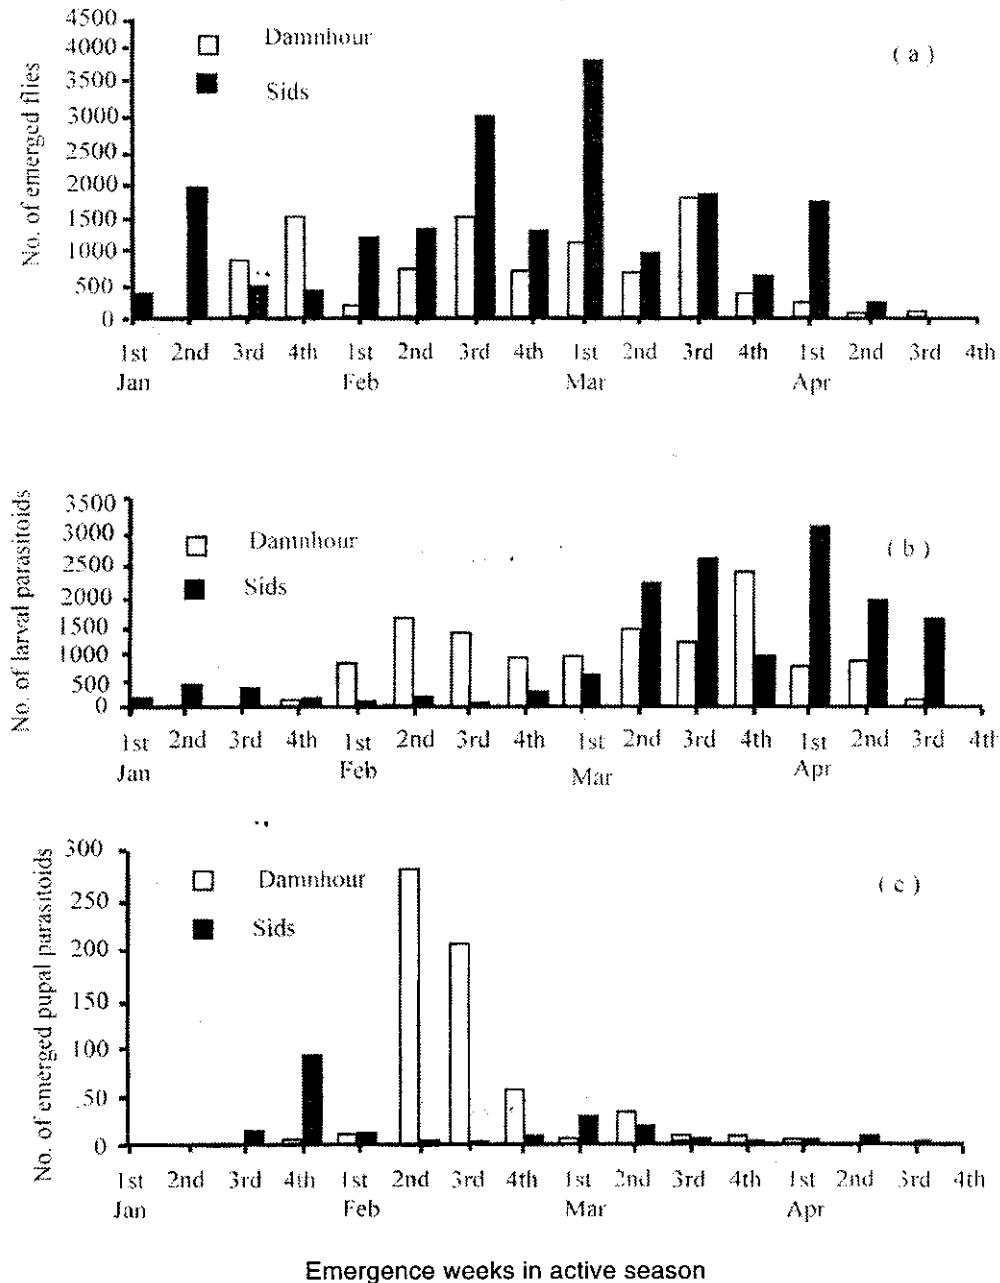 No. of emerged flies
4500
4000
3500
3000
2500
2000
1500
1000
500
0
Damnhour
Sids
( a )
1st 2nd 3rd 4th 1st 2nd 3rd 4th 1st 2nd 3rd 4th 1st 2nd 3rd 4th
Jan Feb Mar Apr
No. of larval parasitoids
3500
3000
2500
2000
1500
1000
500
0
Damnhour
Sids
( b )
1st 2nd 3rd 4th 1st 2nd 3rd 4th 1st 2nd 3rd 4th 1st 2nd 3rd 4th
Jan Feb Mar Apr
No. of emerged pupal parasitoids
300
250
200
150
100
50
0
Damnhour
Sids
( c )
1st 2nd 3rd 4th 1st 2nd 3rd 4th 1st 2nd 3rd 4th 1st 2nd 3rd 4th
Jan Feb Mar Apr
Emergence weeks in active season